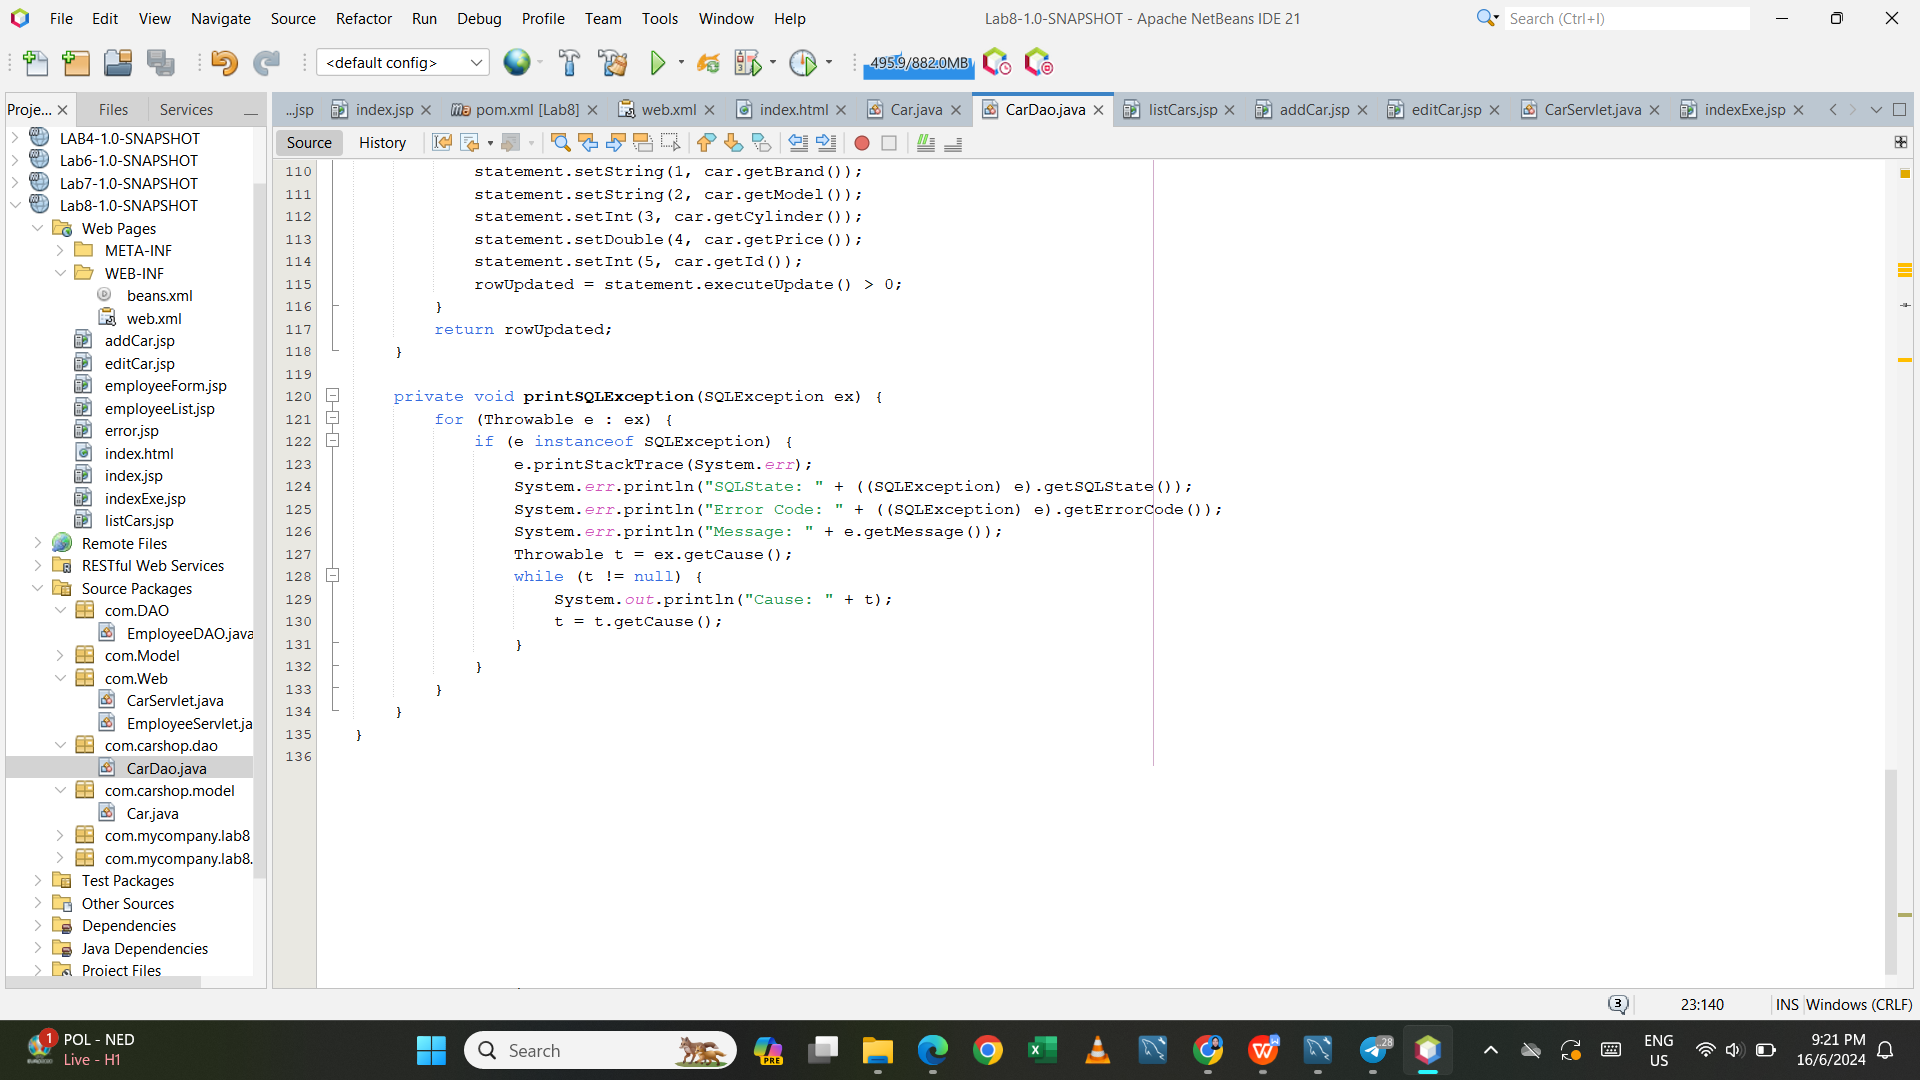 File Edit View Navigate Source Refactor Run Debug Profile Team Tools Window Help
Lab8-1.0-SNAPSHOT - Apache NetBeans IDE 21
Search (Ctrl+I)
<default config>
495.9/882.0MB
Proje...
Files
Services
...jsp
index.jsp
pom.xml [Lab8]
web.xml
index.html
Car.java
CarDao.java
listCars.jsp
addCar.jsp
editCar.jsp
CarServlet.java
indexExe.jsp
Source
History
LAB4-1.0-SNAPSHOT
Lab6-1.0-SNAPSHOT
Lab7-1.0-SNAPSHOT
Lab8-1.0-SNAPSHOT
Web Pages
META-INF
WEB-INF
beans.xml
web.xml
addCar.jsp
editCar.jsp
employeeForm.jsp
employeeList.jsp
error.jsp
index.html
index.jsp
indexExe.jsp
listCars.jsp
Remote Files
RESTful Web Services
Source Packages
com.DAO
EmployeeDAO.java
com.Model
com.Web
CarServlet.java
EmployeeServlet.ja
com.carshop.dao
CarDao.java
com.carshop.model
Car.java
com.mycompany.lab8
com.mycompany.lab8.
Test Packages
Other Sources
Dependencies
Java Dependencies
Project Files
110 statement.setString(1, car.getBrand());
111 statement.setString(2, car.getModel());
112 statement.setInt(3, car.getCylinder());
113 statement.setDouble(4, car.getPrice());
114 statement.setInt(5, car.getId());
115 rowUpdated = statement.executeUpdate() > 0;
116 }
117 return rowUpdated;
118 }
119
120 private void printSQLException(SQLException ex) {
121 for (Throwable e : ex) {
122 if (e instanceof SQLException) {
123 e.printStackTrace(System.err);
124 System.err.println("SQLState: " + ((SQLException) e).getSQLState());
125 System.err.println("Error Code: " + ((SQLException) e).getErrorCode());
126 System.err.println("Message: " + e.getMessage());
127 Throwable t = ex.getCause();
128 while (t != null) {
129 System.out.println("Cause: " + t);
130 t = t.getCause();
131 }
132 }
133 }
134 }
135 }
136
3
23:140
INS
Windows (CRLF)
1
POL - NED
Live - H1
Search
PRE
..28
ENG
US
9:21 PM
16/6/2024